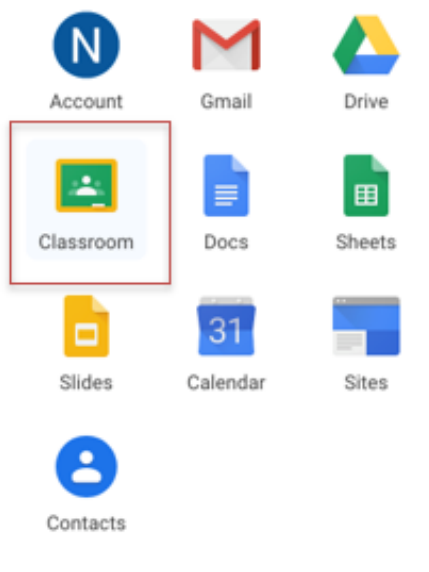 N
Account Gmail Drive
Classroom Docs Sheets
31
Slides Calendar Sites
Contacts